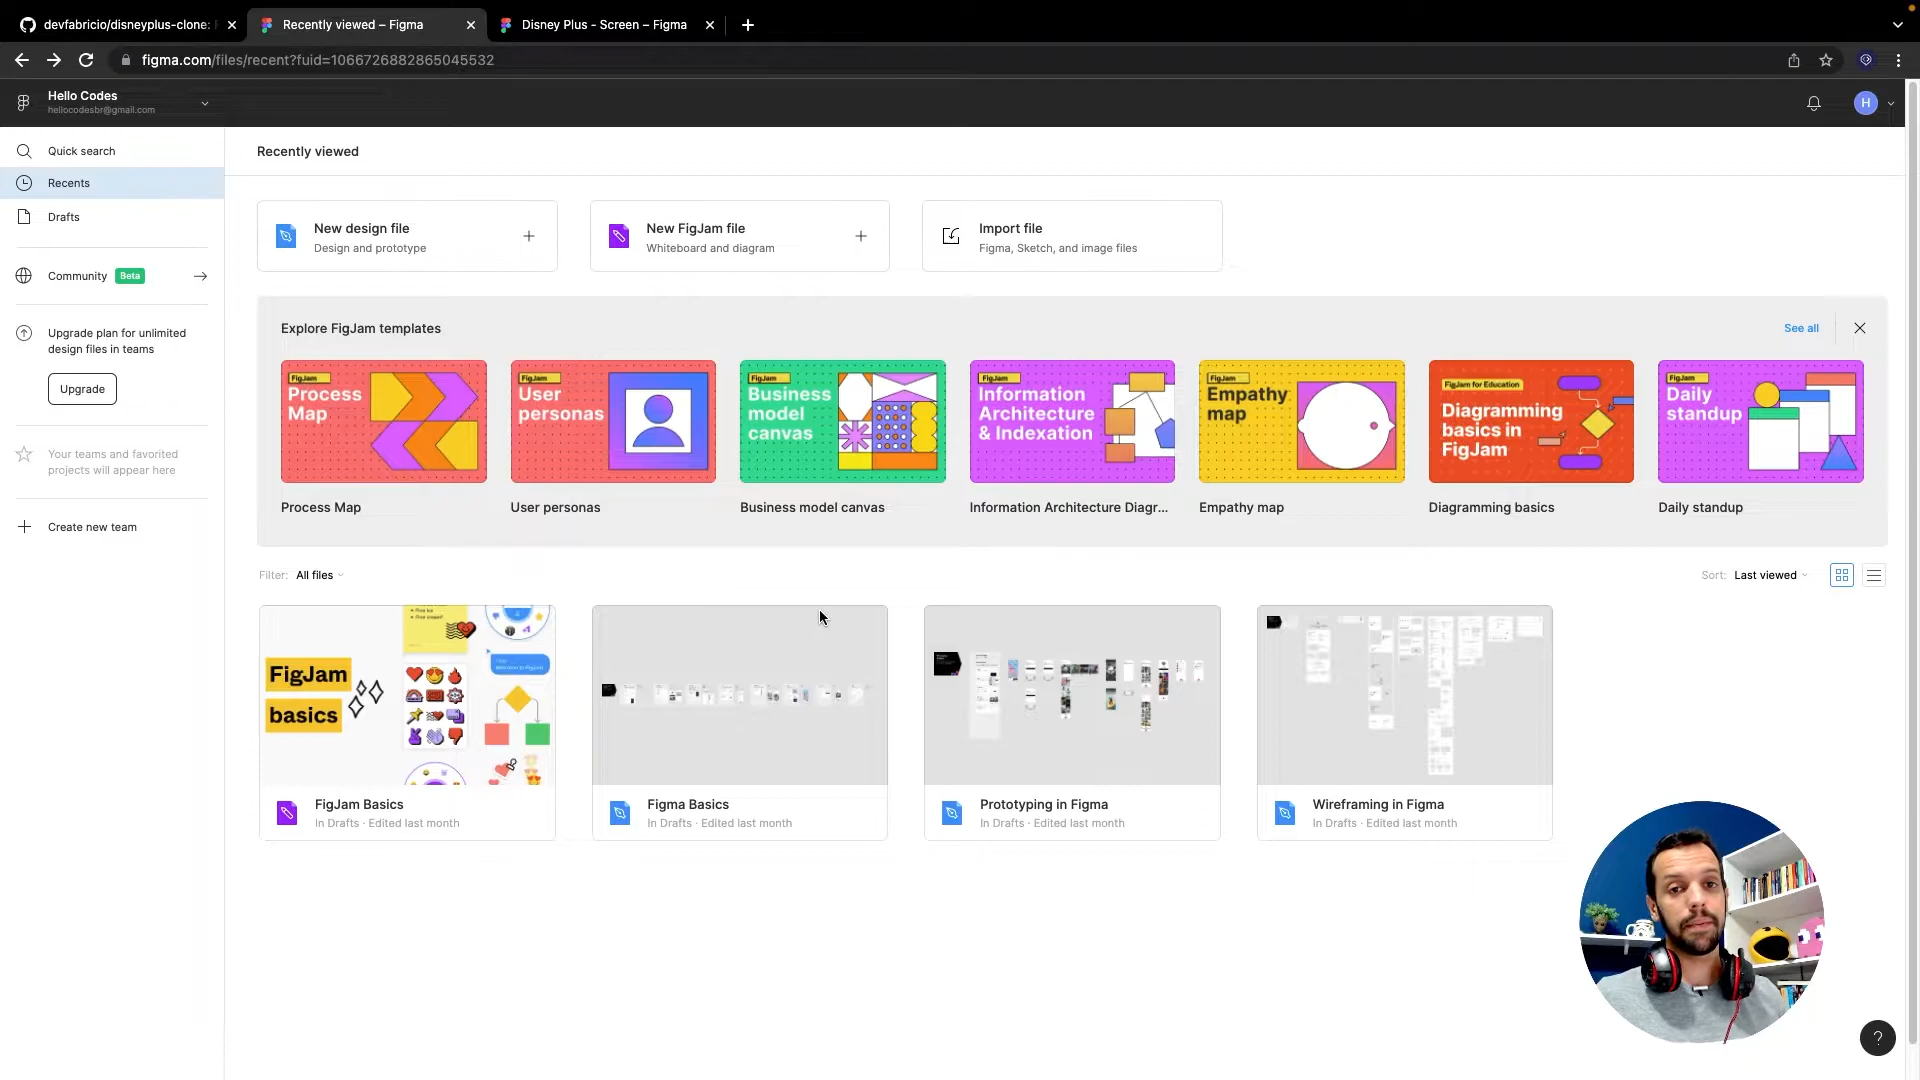 devfabricio/disneyplus-clone:
Recently viewed – Figma
Disney Plus - Screen – Figma
figma.com/files/recent?fuid=1066726882865045532
Hello Codes
hellocodesbr@gmail.com
H
Quick search
Recents
Drafts
Community
Beta
Upgrade plan for unlimited
design files in teams
Upgrade
Your teams and favorited
projects will appear here
Create new team
Recently viewed
New design file
Design and prototype
New FigJam file
Whiteboard and diagram
Import file
Figma, Sketch, and image files
Explore FigJam templates
See all
FigJam
Process
Map
Process Map
FigJam
User
personas
User personas
FigJam
Business
model
canvas
Business model canvas
FigJam
Information
Architecture
& Indexation
Information Architecture Diagr...
FigJam
Empathy
map
Empathy map
FigJam for Education
Diagramming
basics in
FigJam
Diagramming basics
FigJam
Daily
standup
Daily standup
Filter: All files
Sort: Last viewed
FigJam
basics
FigJam Basics
In Drafts · Edited last month
Figma Basics
In Drafts · Edited last month
Prototyping in Figma
In Drafts · Edited last month
Wireframing in Figma
In Drafts · Edited last month
?